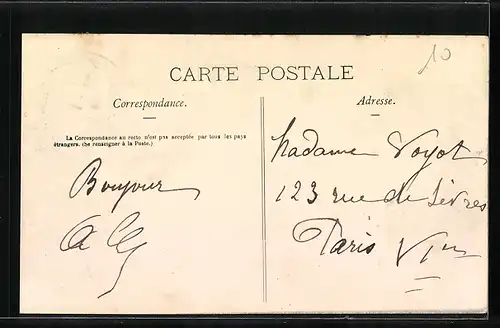 10
CARTE POSTALE
Correspondance.
Adresse.
La Correspondance au recto n'est pas acceptée par tous les pays
étrangers. (Se renseigner à la Poste.)
Bonjour
Madame Voyot
123 rue de Sèvres
Paris VIme